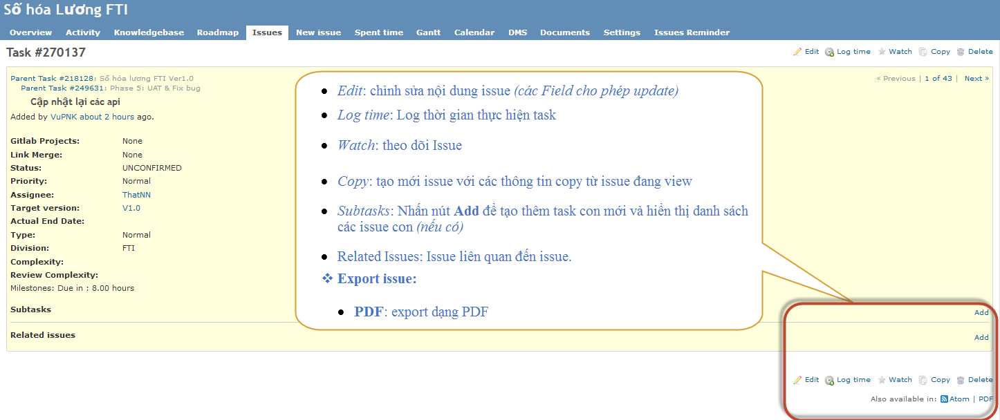 Số hóa Lương FTI
Overview Activity Knowledgebase Roadmap Issues New issue Spent time Gantt Calendar DMS Documents Settings Issues Reminder
Task #270137
Edit Log time Watch Copy Delete
Parent Task #218128: Số hóa lương FTI Ver1.0
« Previous | 1 of 43 | Next »
Parent Task #249631: Phase 5: UAT & Fix bug
Cập nhật lại các api
Added by VuPNK about 2 hours ago.
Gitlab Projects: None
Link Merge: None
Status: UNCONFIRMED
Priority: Normal
Assignee: ThatNN
Target version: V1.0
Actual End Date:
Type: Normal
Division: FTI
Complexity:
Review Complexity:
Milestones: Due in : 8.00 hours
Subtasks
Add
Related issues
Add
• Edit: chỉnh sửa nội dung issue (các Field cho phép update)
• Log time: Log thời gian thực hiện task
• Watch: theo dõi Issue
• Copy: tạo mới issue với các thông tin copy từ issue đang view
• Subtasks: Nhấn nút Add để tạo thêm task con mới và hiển thị danh sách
các issue con (nếu có)
• Related Issues: Issue liên quan đến issue.
❖ Export issue:
• PDF: export dạng PDF
Edit Log time Watch Copy Delete
Also available in: Atom | PDF